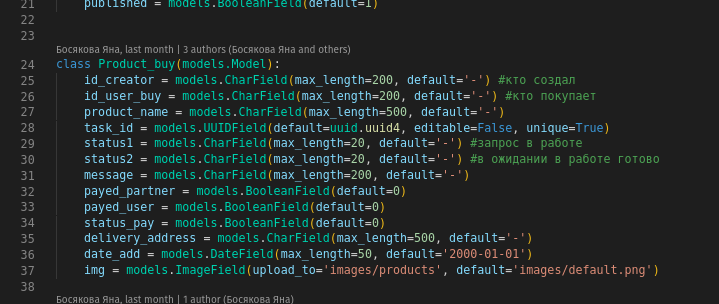 21 published = models.BooleanField(default=1)
22
23
Босякова Яна, last month | 3 authors (Босякова Яна and others)
24 class Product_buy(models.Model):
25 id_creator = models.CharField(max_length=200, default='-') #кто создал
26 id_user_buy = models.CharField(max_length=200, default='-') #кто покупает
27 product_name = models.CharField(max_length=500, default='-')
28 task_id = models.UUIDField(default=uuid.uuid4, editable=False, unique=True)
29 status1 = models.CharField(max_length=20, default='-') #запрос в работе
30 status2 = models.CharField(max_length=20, default='-') #в ожидании в работе готово
31 message = models.CharField(max_length=200, default='-')
32 payed_partner = models.BooleanField(default=0)
33 payed_user = models.BooleanField(default=0)
34 status_pay = models.BooleanField(default=0)
35 delivery_address = models.CharField(max_length=500, default='-')
36 date_add = models.DateField(max_length=50, default='2000-01-01')
37 img = models.ImageField(upload_to='images/products', default='images/default.png')
38
Босякова Яна, last month | 1 author (Босякова Яна)